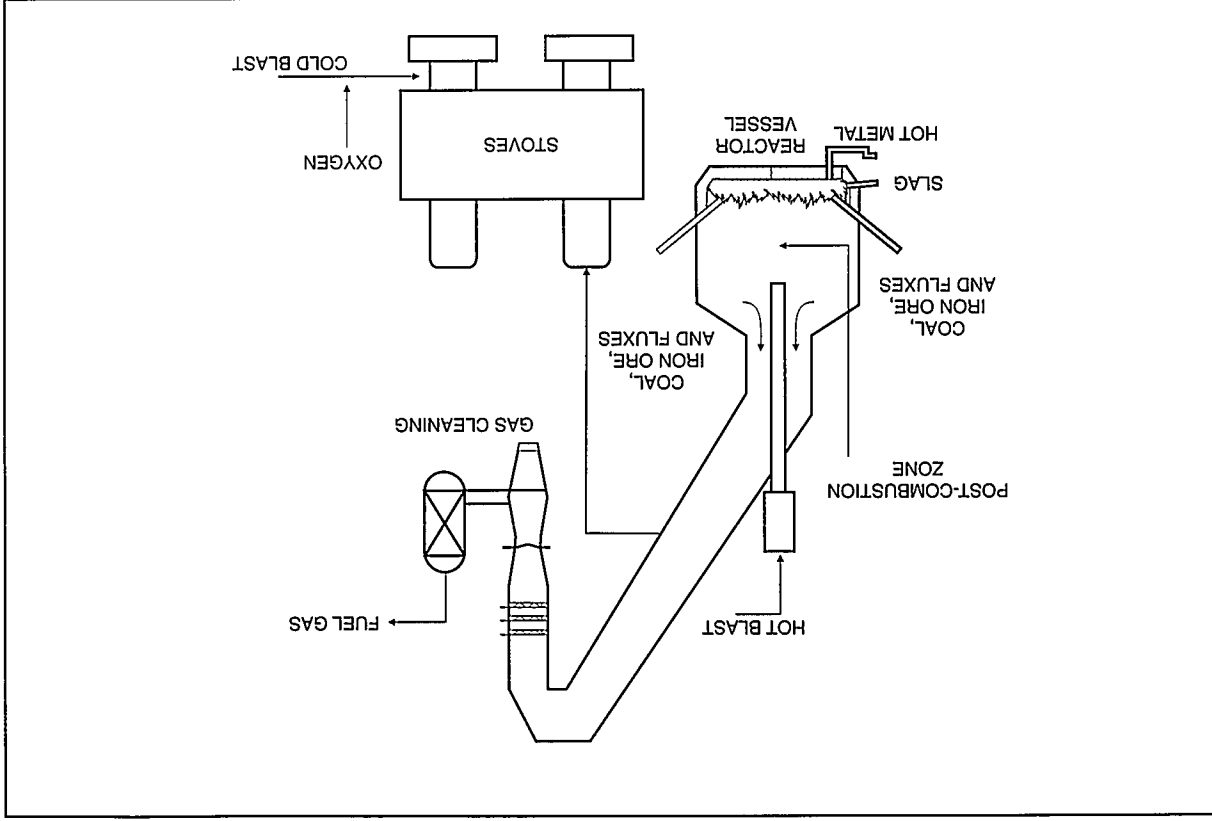 HOT BLAST
FUEL GAS
POST-COMBUSTION
ZONE
GAS CLEANING
COAL,
IRON ORE,
AND FLUXES
COAL,
IRON ORE,
AND FLUXES
SLAG
HOT METAL
REACTOR
VESSEL
STOVES
OXYGEN
COLD BLAST